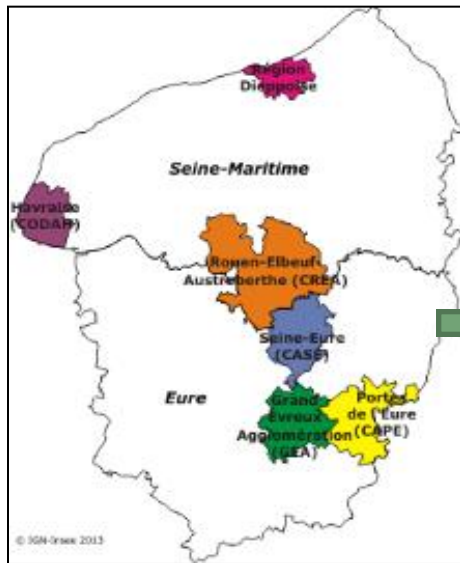 Région
Dieppoise
Seine-Maritime
Havraise
(CODAH)
Rouen-Elbeuf-
Austreberthe (CREA)
Seine-Eure
(CASE)
Eure
Grand
Évreux
Agglomération
(GEA)
Portes
de l'Eure
(CAPE)
© IGN-Insee 2013